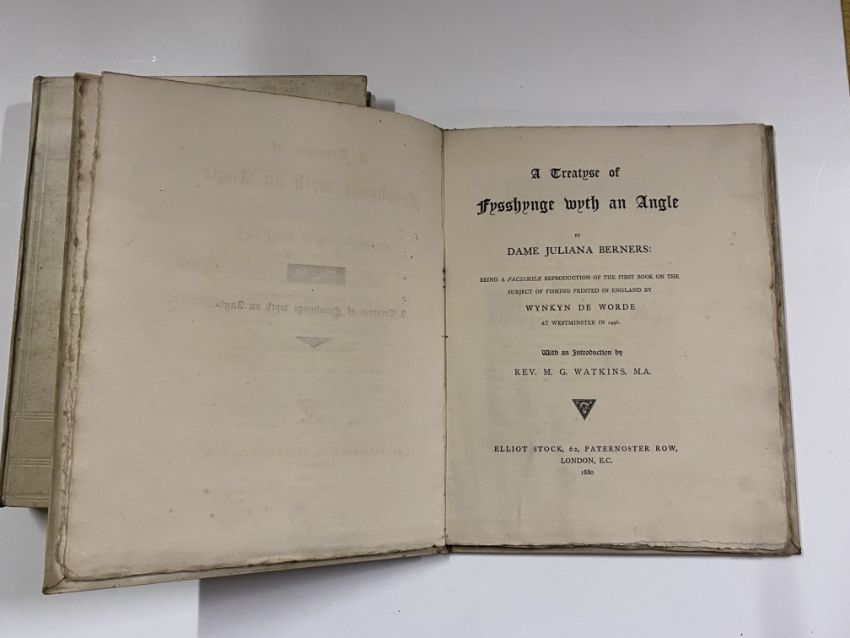 A Treatyse of
Fysshynge wyth an Angle
BY
DAME JULIANA BERNERS:
BEING A FACSIMILE REPRODUCTION OF THE FIRST BOOK ON THE
SUBJECT OF FISHING PRINTED IN ENGLAND BY
WYNKYN DE WORDE
AT WESTMINSTER IN 1496.
With an Introduction by
REV. M. G. WATKINS, M.A.
ELLIOT STOCK, 62, PATERNOSTER ROW,
LONDON, E.C.
1880